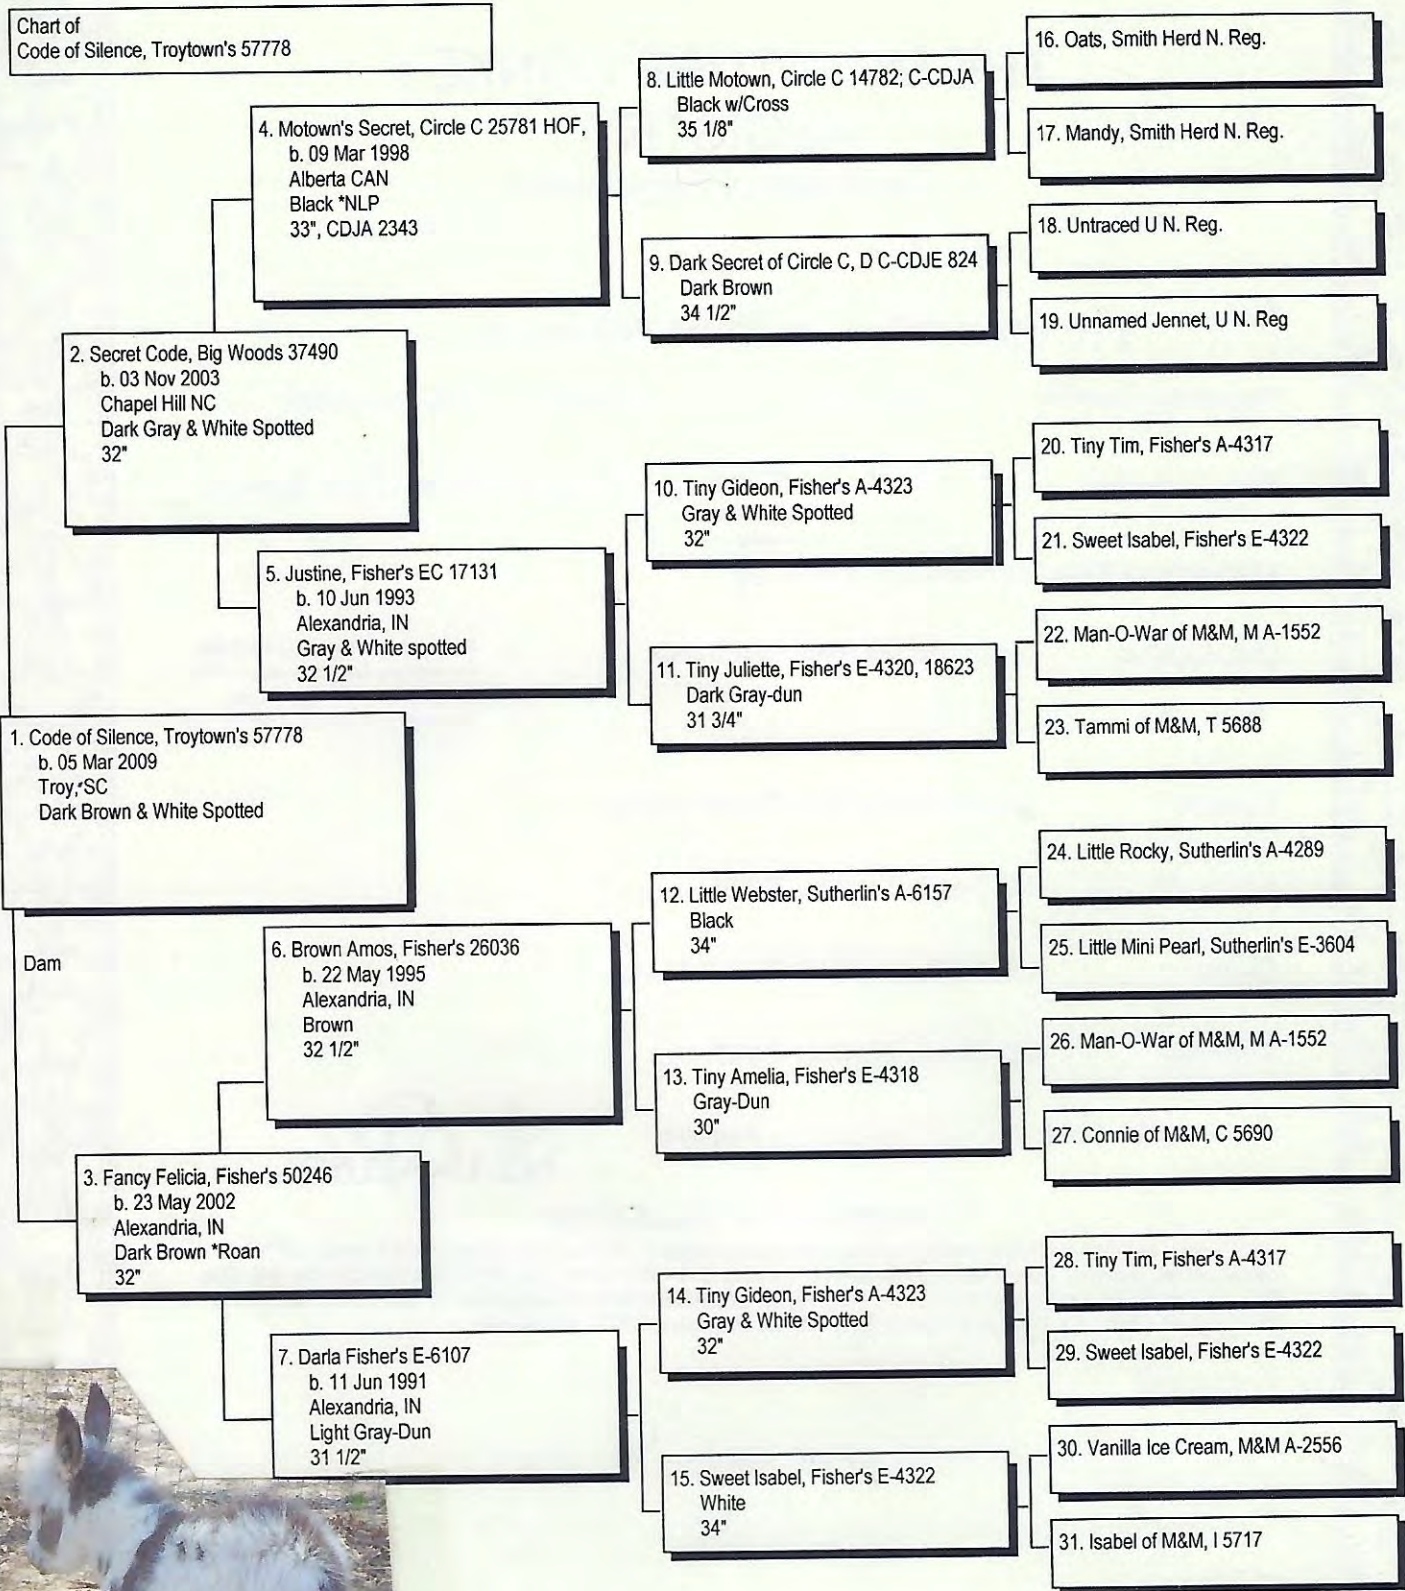 Chart of
Code of Silence, Troytown's 57778
1. Code of Silence, Troytown's 57778
b. 05 Mar 2009
Troy, SC
Dark Brown & White Spotted
Dam
2. Secret Code, Big Woods 37490
b. 03 Nov 2003
Chapel Hill NC
Dark Gray & White Spotted
32"
3. Fancy Felicia, Fisher's 50246
b. 23 May 2002
Alexandria, IN
Dark Brown *Roan
32"
4. Motown's Secret, Circle C 25781 HOF,
b. 09 Mar 1998
Alberta CAN
Black *NLP
33", CDJA 2343
5. Justine, Fisher's EC 17131
b. 10 Jun 1993
Alexandria, IN
Gray & White spotted
32 1/2"
6. Brown Amos, Fisher's 26036
b. 22 May 1995
Alexandria, IN
Brown
32 1/2"
7. Darla Fisher's E-6107
b. 11 Jun 1991
Alexandria, IN
Light Gray-Dun
31 1/2"
8. Little Motown, Circle C 14782; C-CDJA
Black w/Cross
35 1/8"
9. Dark Secret of Circle C, D C-CDJE 824
Dark Brown
34 1/2"
10. Tiny Gideon, Fisher's A-4323
Gray & White Spotted
32"
11. Tiny Juliette, Fisher's E-4320, 18623
Dark Gray-dun
31 3/4"
12. Little Webster, Sutherlin's A-6157
Black
34"
13. Tiny Amelia, Fisher's E-4318
Gray-Dun
30"
14. Tiny Gideon, Fisher's A-4323
Gray & White Spotted
32"
15. Sweet Isabel, Fisher's E-4322
White
34"
16. Oats, Smith Herd N. Reg.
17. Mandy, Smith Herd N. Reg.
18. Untraced U N. Reg.
19. Unnamed Jennet, U N. Reg
20. Tiny Tim, Fisher's A-4317
21. Sweet Isabel, Fisher's E-4322
22. Man-O-War of M&M, M A-1552
23. Tammi of M&M, T 5688
24. Little Rocky, Sutherlin's A-4289
25. Little Mini Pearl, Sutherlin's E-3604
26. Man-O-War of M&M, M A-1552
27. Connie of M&M, C 5690
28. Tiny Tim, Fisher's A-4317
29. Sweet Isabel, Fisher's E-4322
30. Vanilla Ice Cream, M&M A-2556
31. Isabel of M&M, I 5717